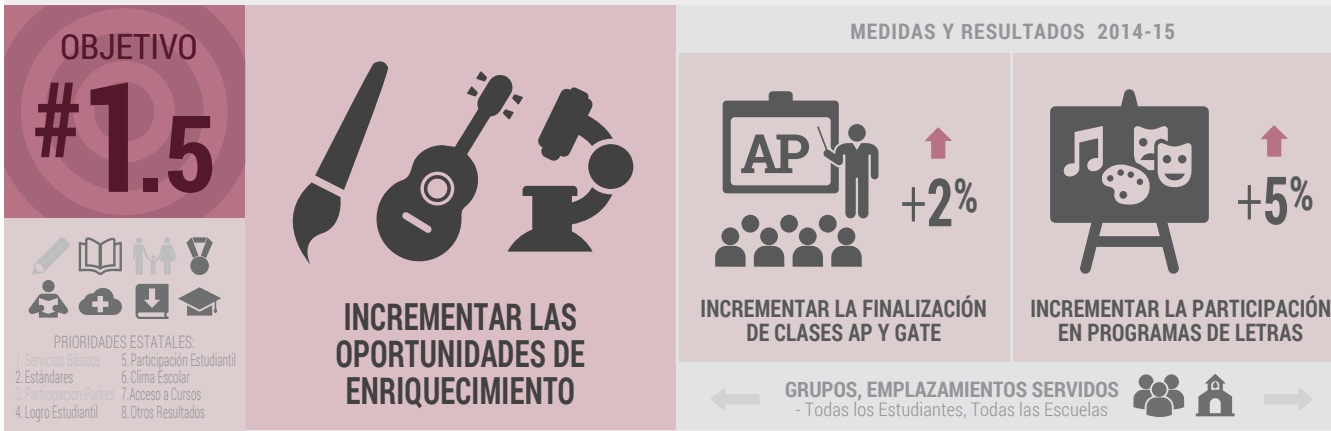 OBJETIVO
#1.5
PRIORIDADES ESTATALES:
1. Servicios Básicos
2. Estándares
3. Participación-Padres
4. Logro Estudiantil
5. Participación Estudiantil
6. Clima Escolar
7. Acceso a Cursos
8. Otros Resultados
INCREMENTAR LAS
OPORTUNIDADES DE
ENRIQUECIMIENTO
MEDIDAS Y RESULTADOS 2014-15
AP
+2%
INCREMENTAR LA FINALIZACIÓN
DE CLASES AP Y GATE
+5%
INCREMENTAR LA PARTICIPACIÓN
EN PROGRAMAS DE LETRAS
GRUPOS, EMPLAZAMIENTOS SERVIDOS
- Todas los Estudiantes, Todas las Escuelas